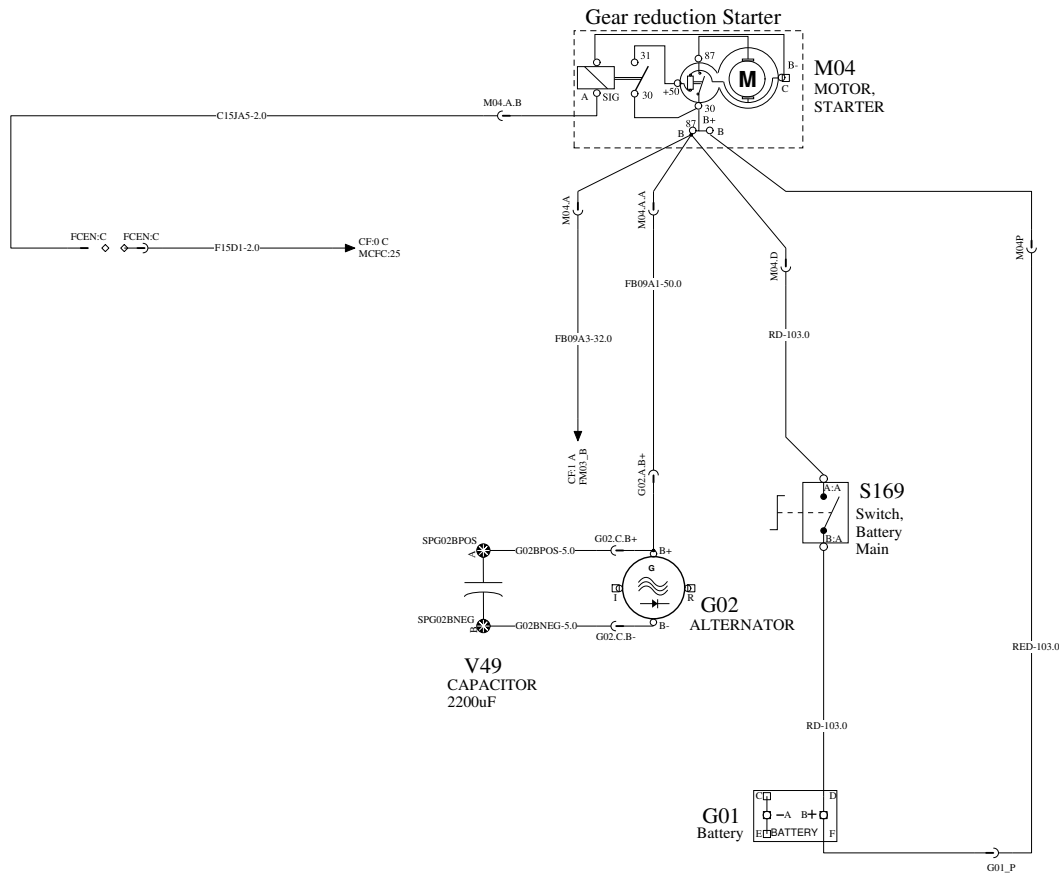 Gear reduction Starter
31
87
B-
M04
MOTOR,
STARTER
M
C
A
SIG
30
+50
30
M04.A.B
C15JA5-2.0
87
B+
B
B
M04.A
M04.A.A
M04.D
M04P
FCEN:C
FCEN:C
F15D1-2.0
CF:0 C
MCFC:25
FB09A1-50.0
RD-103.0
FB09A3-32.0
CF:1 A
FM03_B
G02.A.B+
A:A
S169
Switch,
Battery
Main
B:A
SPG02BPOS
A
G02BPOS-5.0
G02.C.B+
B+
G
I
R
G02
ALTERNATOR
SPG02BNEG
B
G02BNEG-5.0
G02.C.B-
B-
V49
CAPACITOR
2200uF
RED-103.0
RD-103.0
G01
Battery
C
D
A
B+
E
BATTERY
F
G01_P